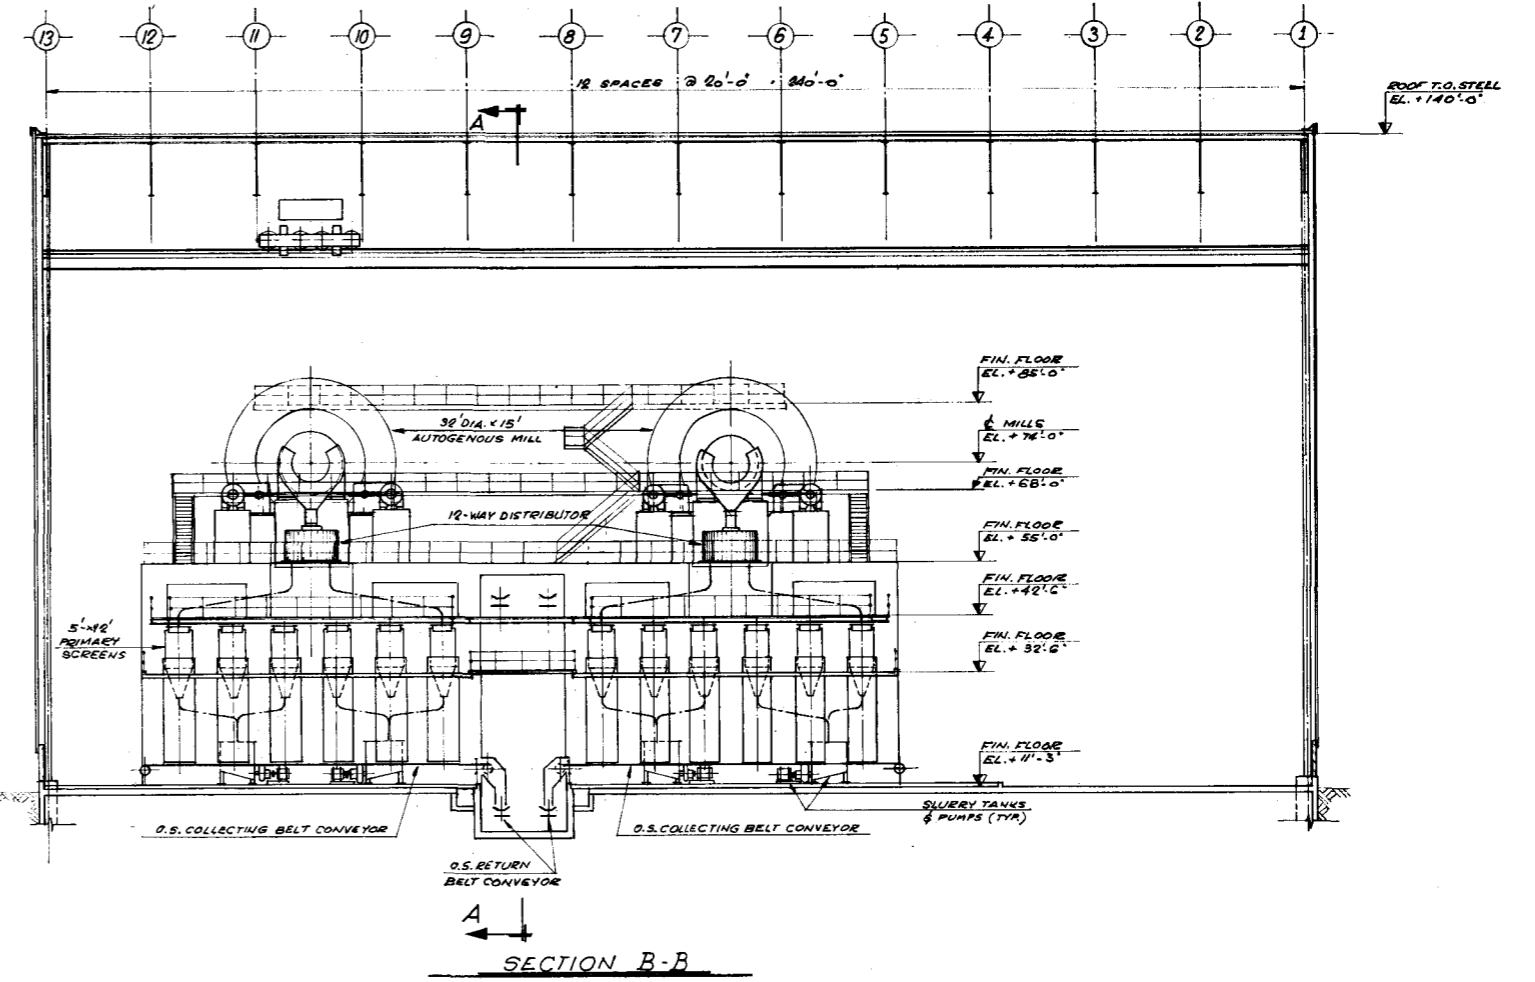 13 12 11 10 9 8 7 6 5 4 3 2 1
12 SPACES @ 20'-0" = 240'-0"
ROOF T.O. STELL
EL. +140'-0"
A
FIN. FLOOR
EL. +85'-0"
32' DIA. x 15'
AUTOGENOUS MILL
℄ MILLS
EL. +74'-0"
FIN. FLOOR
EL. +68'-0"
12-WAY DISTRIBUTOR
FIN. FLOOR
EL. +55'-0"
FIN. FLOOR
EL. +42'-6"
5'-x12'
PRIMARY
SCREENS
FIN. FLOOR
EL. +32'-6"
FIN. FLOOR
EL. +11'-3"
SLURRY TANKS
& PUMPS (TYP.)
O.S. COLLECTING BELT CONVEYOR
O.S. COLLECTING BELT CONVEYOR
O.S. RETURN
BELT CONVEYOR
A
SECTION B-B